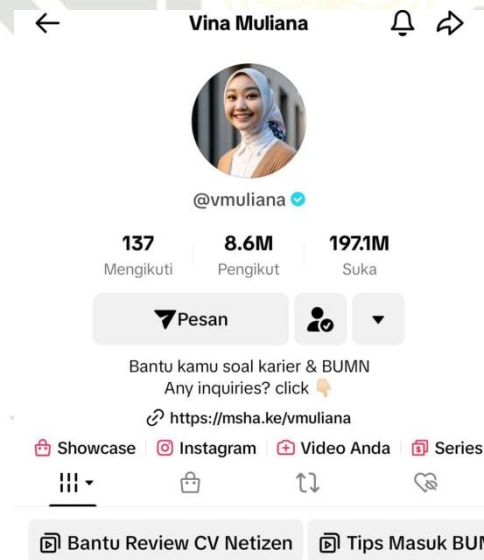 Vina Muliana
@vmuliana
137 8.6M 197.1M
Mengikuti Pengikut Suka
Pesan
Bantu kamu soal karier & BUMN
Any inquiries? click 👇🏻
https://msha.ke/vmuliana
Showcase Instagram Video Anda Series
Bantu Review CV Netizen Tips Masuk BUM